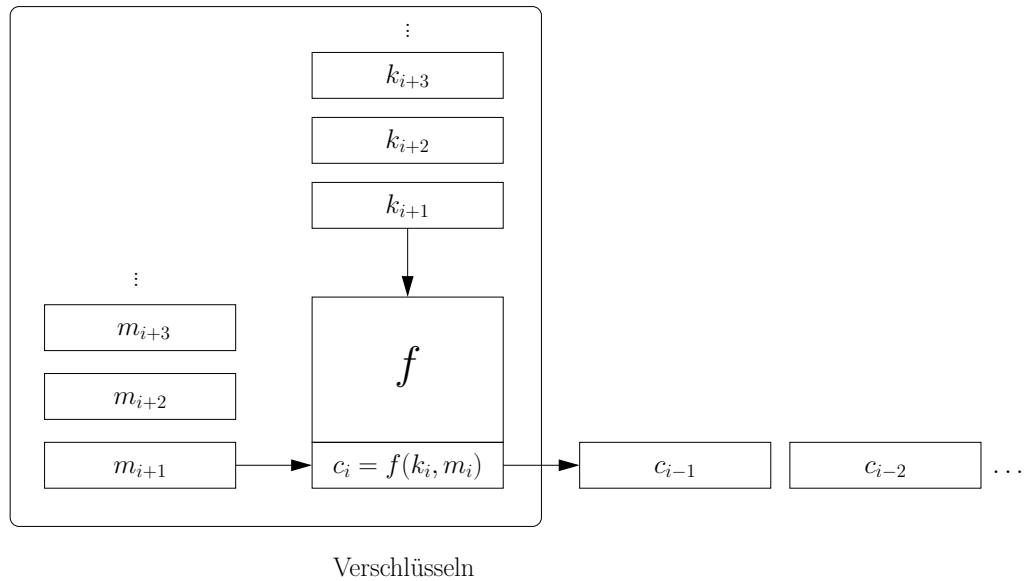 ⋮
k_{i+3}
k_{i+2}
k_{i+1}
⋮
m_{i+3}
f
m_{i+2}
m_{i+1}
c_i = f(k_i, m_i)
c_{i−1}
c_{i−2}
...
Verschlüsseln